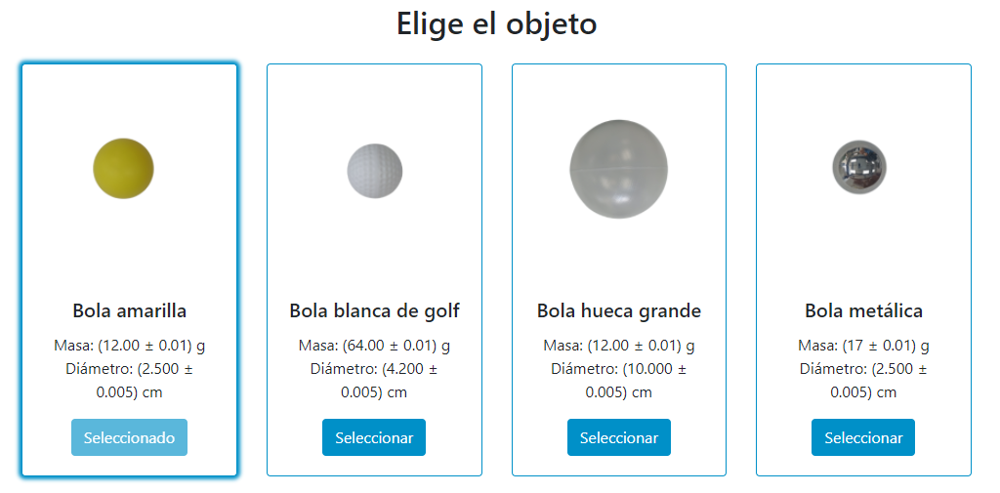 Elige el objeto
Bola amarilla
Masa: (12.00 ± 0.01) g
Diámetro: (2.500 ±
0.005) cm
Seleccionado
Bola blanca de golf
Masa: (64.00 ± 0.01) g
Diámetro: (4.200 ±
0.005) cm
Seleccionar
Bola hueca grande
Masa: (12.00 ± 0.01) g
Diámetro: (10.000 ±
0.005) cm
Seleccionar
Bola metálica
Masa: (17 ± 0.01) g
Diámetro: (2.500 ±
0.005) cm
Seleccionar